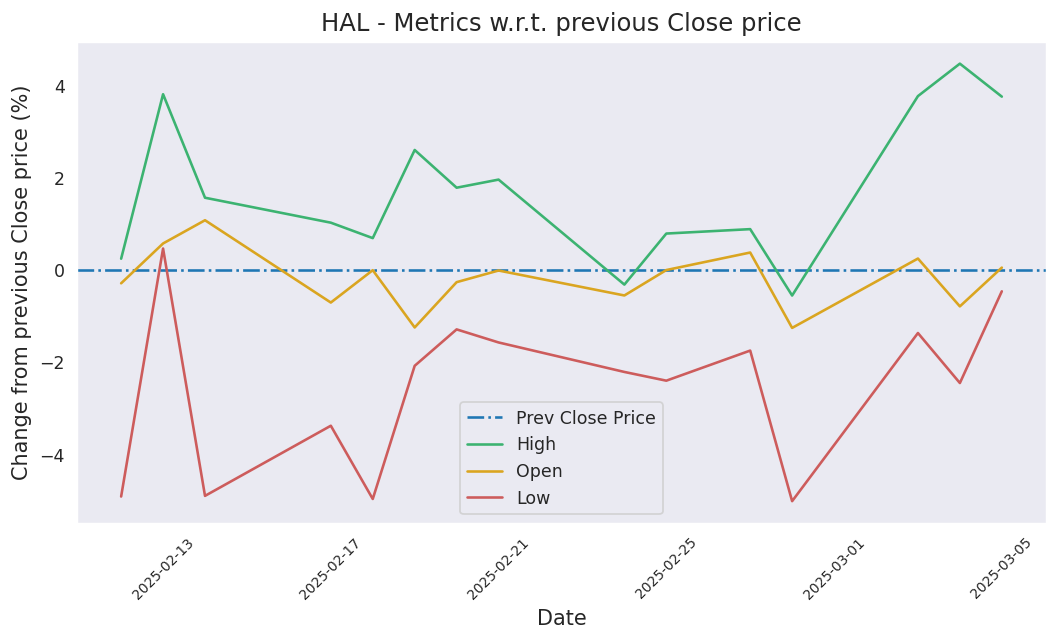 HAL - Metrics w.r.t. previous Close price
Change from previous Close price (%)
4
2
0
−2
−4
Prev Close Price
High
Open
Low
2025-02-13
2025-02-17
2025-02-21
2025-02-25
2025-03-01
2025-03-05
Date